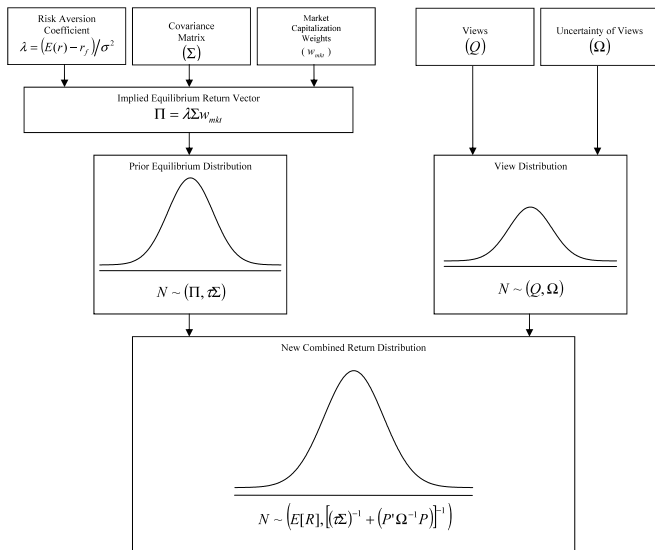 Risk Aversion
Coefficient
λ = (E(r) − r_f)/σ²
Covariance
Matrix
(Σ)
Market
Capitalization
Weights
(w_mkt)
Views
(Q)
Uncertainty of Views
(Ω)
Implied Equilibrium Return Vector
Π = λΣw_mkt
Prior Equilibrium Distribution
N ~ (Π, τΣ)
View Distribution
N ~ (Q, Ω)
New Combined Return Distribution
N ~ (E[R], [(τΣ)⁻¹ + (P'Ω⁻¹P)]⁻¹)